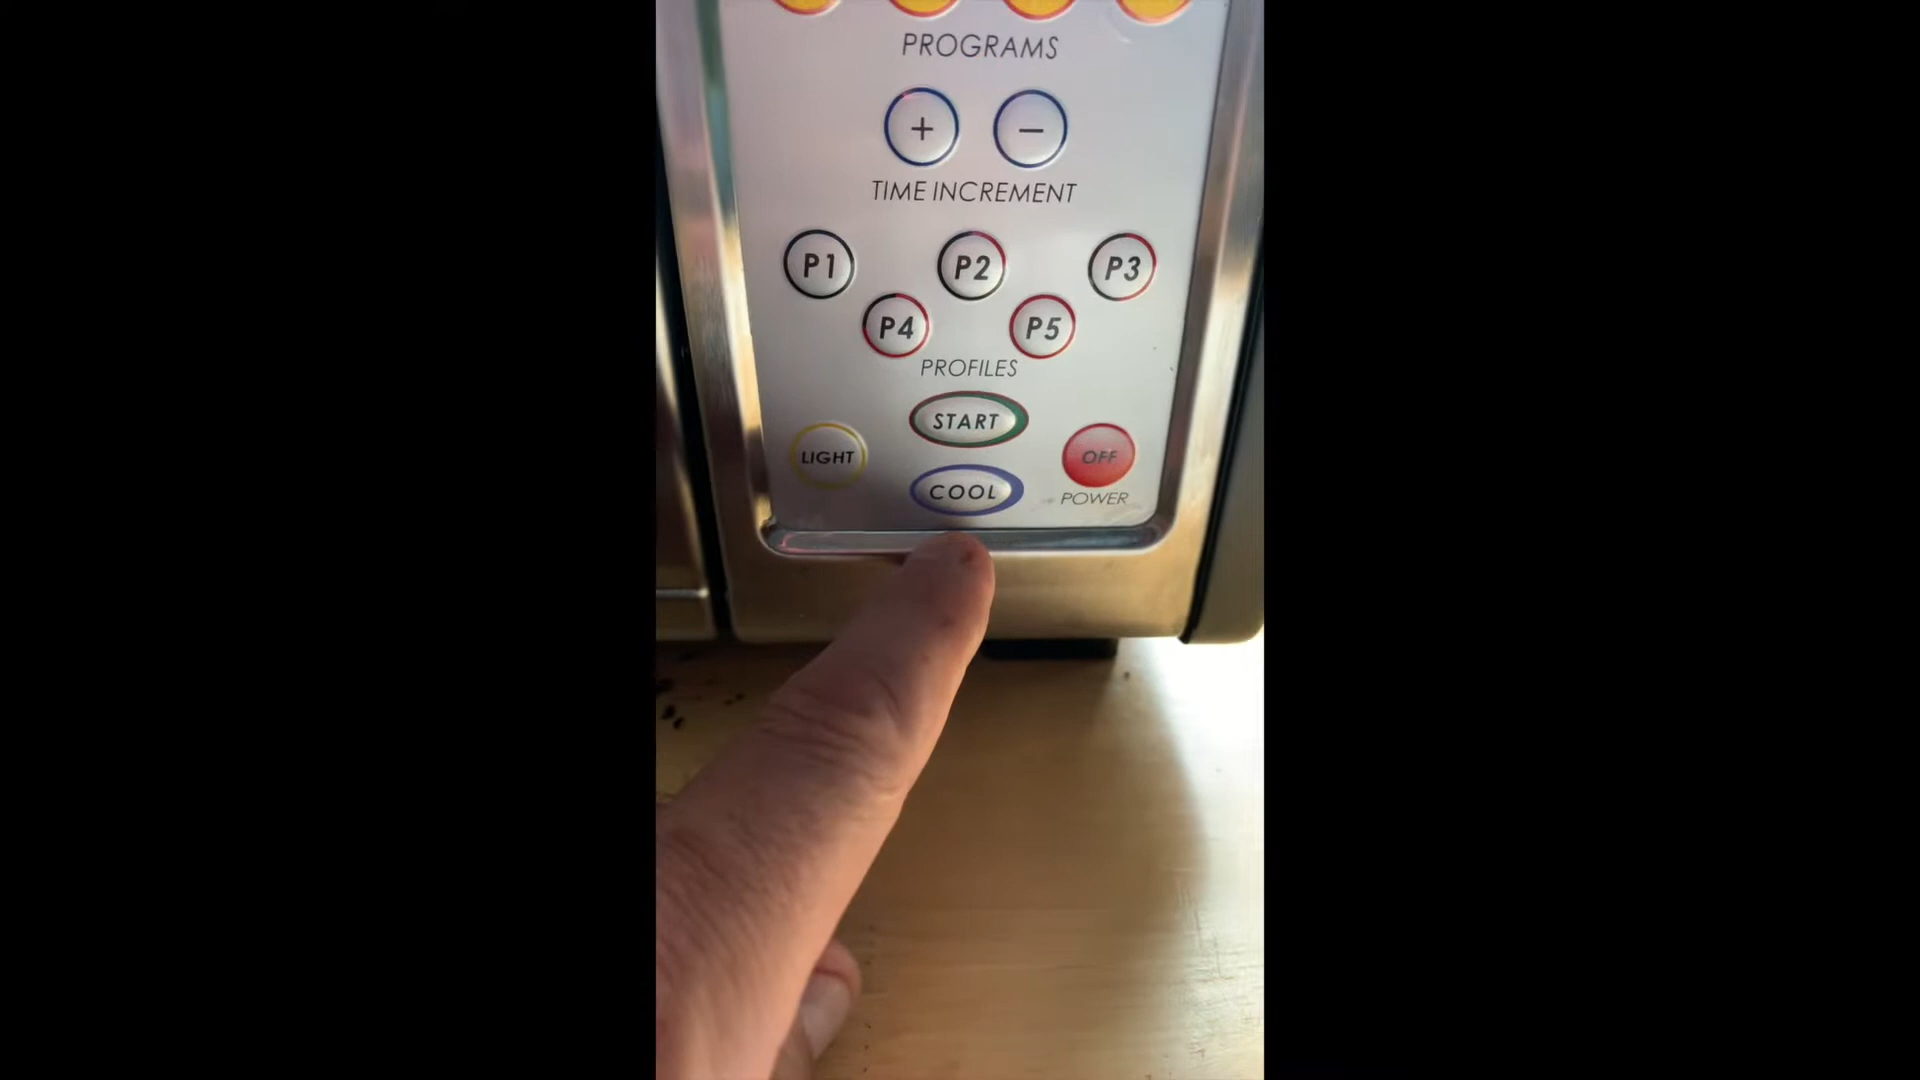 PROGRAMS
+ −
TIME INCREMENT
P1 P2 P3
P4 P5
PROFILES
START
LIGHT OFF
COOL POWER